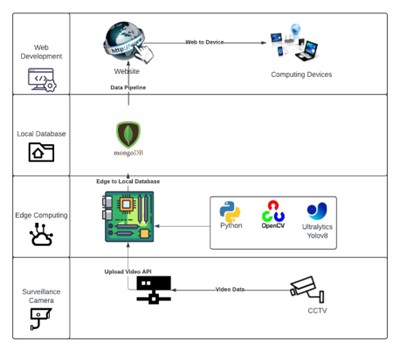 Web
Development
http://
Website
Web to Device
Computing Devices
Data Pipeline
Local Database
mongoDB
Edge to Local Database
Edge Computing
Python
OpenCV
Ultralytics
Yolov8
Upload Video API
Surveillance
Camera
Video Data
CCTV